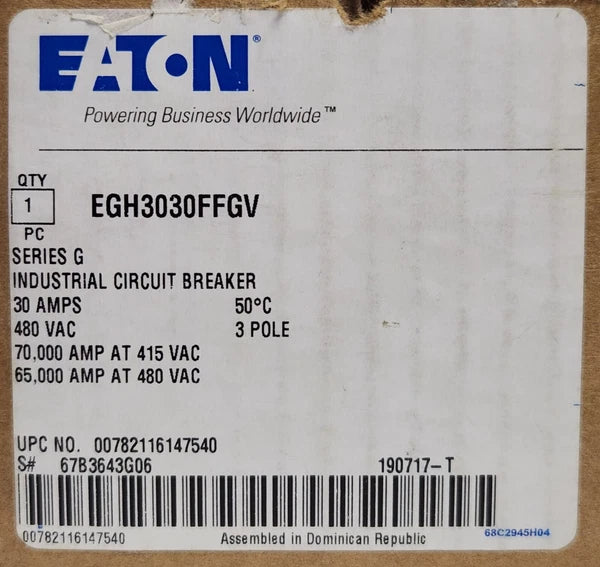 EATON®
Powering Business Worldwide™
QTY
1 EGH3030FFGV
PC
SERIES G
INDUSTRIAL CIRCUIT BREAKER
30 AMPS 50°C
480 VAC 3 POLE
70,000 AMP AT 415 VAC
65,000 AMP AT 480 VAC
UPC NO. 00782116147540
S# 67B3643G06 190717-T
00782116147540 Assembled in Dominican Republic 68C2945H04